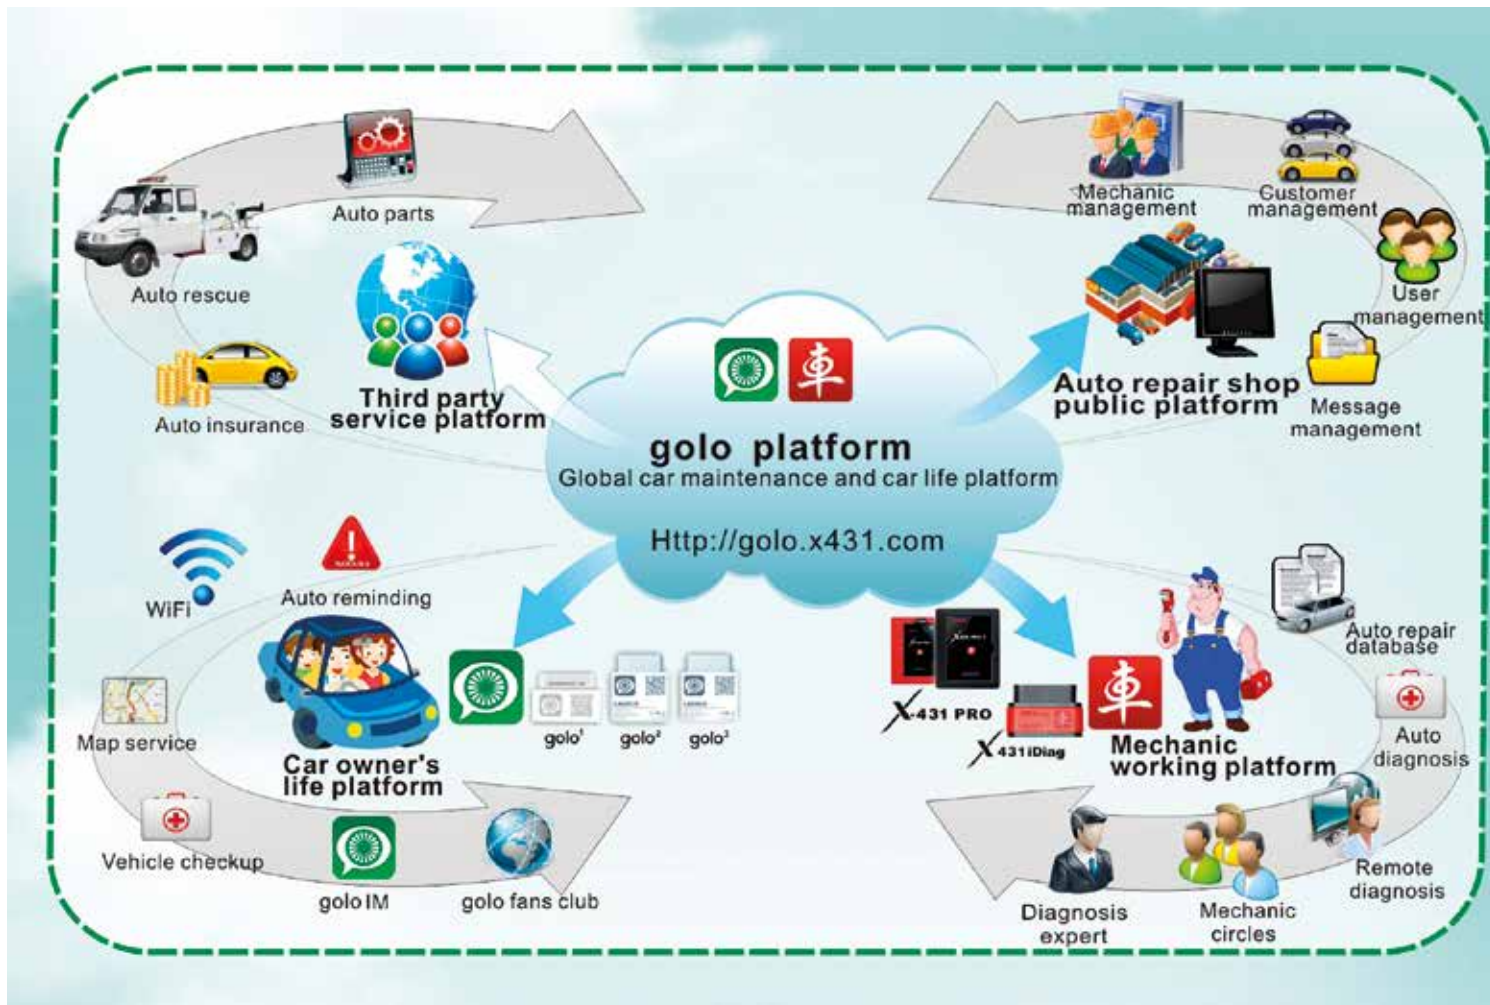 Auto parts
Auto rescue
Auto insurance
Third party
service platform
Mechanic
management
Customer
management
User
management
Message
management
Auto repair shop
public platform
車
golo platform
Global car maintenance and car life platform
Http://golo.x431.com
WiFi
Auto reminding
Map service
Vehicle checkup
golo IM
golo fans club
Car owner's
life platform
golo¹
golo²
golo³
X-431 PRO
X-431iDiag
車
Mechanic
working platform
Auto repair
database
Auto
diagnosis
Remote
diagnosis
Mechanic
circles
Diagnosis
expert